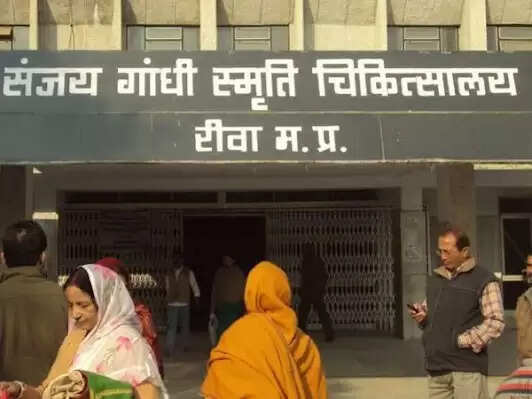 संजय गांधी स्मृति चिकित्सालय
रीवा म.प्र.